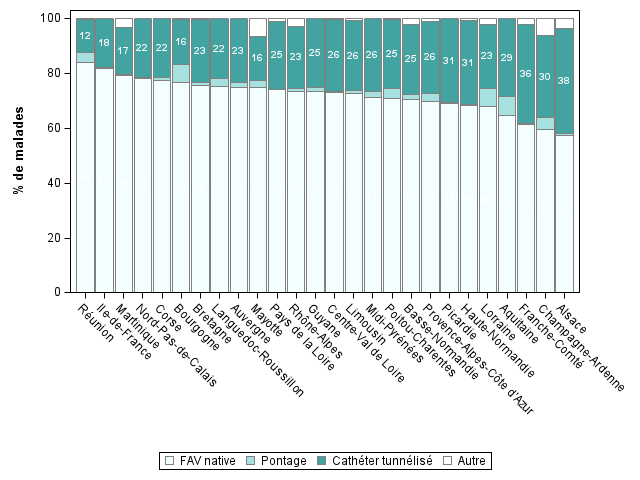 % de malades
100
80
60
40
20
0
12 18 17 22 22 16 23 22 23 16 25 23 25 26 26 26 25 25 26 31 31 23 29 36 30 38
Réunion
Ile-de-France
Martinique
Nord-Pas-de-Calais
Corse
Bourgogne
Bretagne
Languedoc-Roussillon
Auvergne
Mayotte
Pays de la Loire
Rhône-Alpes
Guyane
Centre-Val de Loire
Limousin
Midi-Pyrénées
Poitou-Charentes
Basse-Normandie
Provence-Alpes-Côte d'Azur
Picardie
Haute-Normandie
Lorraine
Aquitaine
Franche-Comté
Champagne-Ardenne
Alsace
FAV native Pontage Cathéter tunnélisé Autre